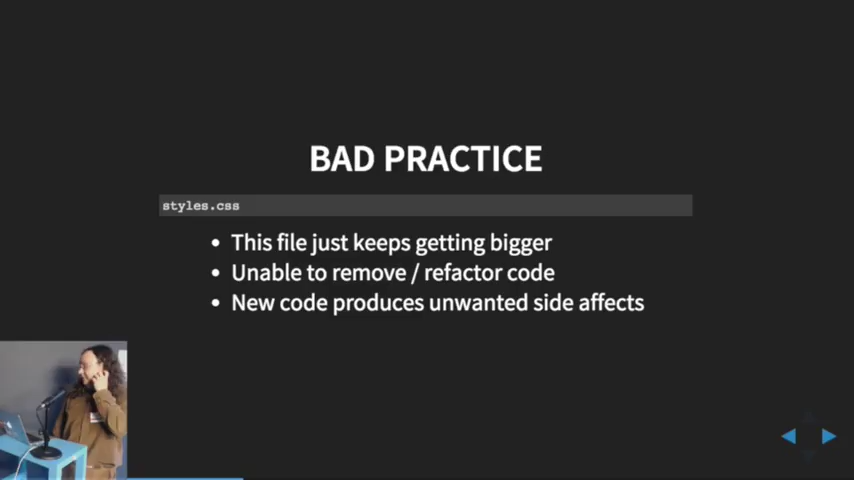 BAD PRACTICE
styles.css
• This file just keeps getting bigger
• Unable to remove / refactor code
• New code produces unwanted side affects